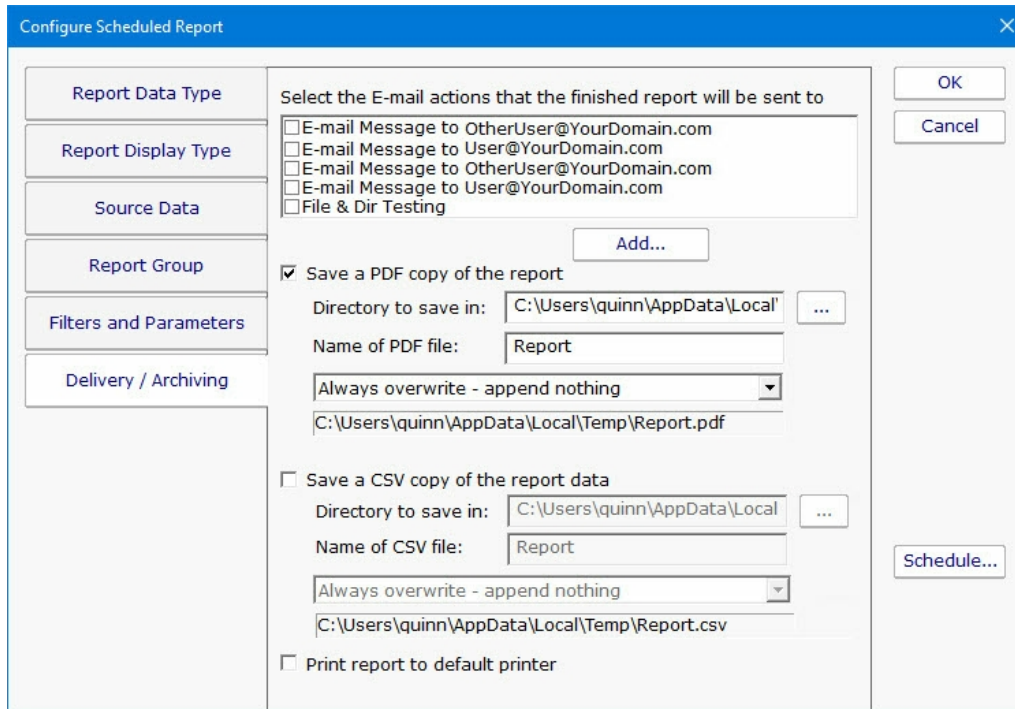 Configure Scheduled Report
Report Data Type
Report Display Type
Source Data
Report Group
Filters and Parameters
Delivery / Archiving
Select the E-mail actions that the finished report will be sent to
E-mail Message to OtherUser@YourDomain.com
E-mail Message to User@YourDomain.com
E-mail Message to OtherUser@YourDomain.com
E-mail Message to User@YourDomain.com
File & Dir Testing
Add...
Save a PDF copy of the report
Directory to save in: C:\Users\quinn\AppData\Local\ ...
Name of PDF file: Report
Always overwrite - append nothing
C:\Users\quinn\AppData\Local\Temp\Report.pdf
Save a CSV copy of the report data
Directory to save in: C:\Users\quinn\AppData\Local ...
Name of CSV file: Report
Always overwrite - append nothing
C:\Users\quinn\AppData\Local\Temp\Report.csv
Print report to default printer
OK
Cancel
Schedule...